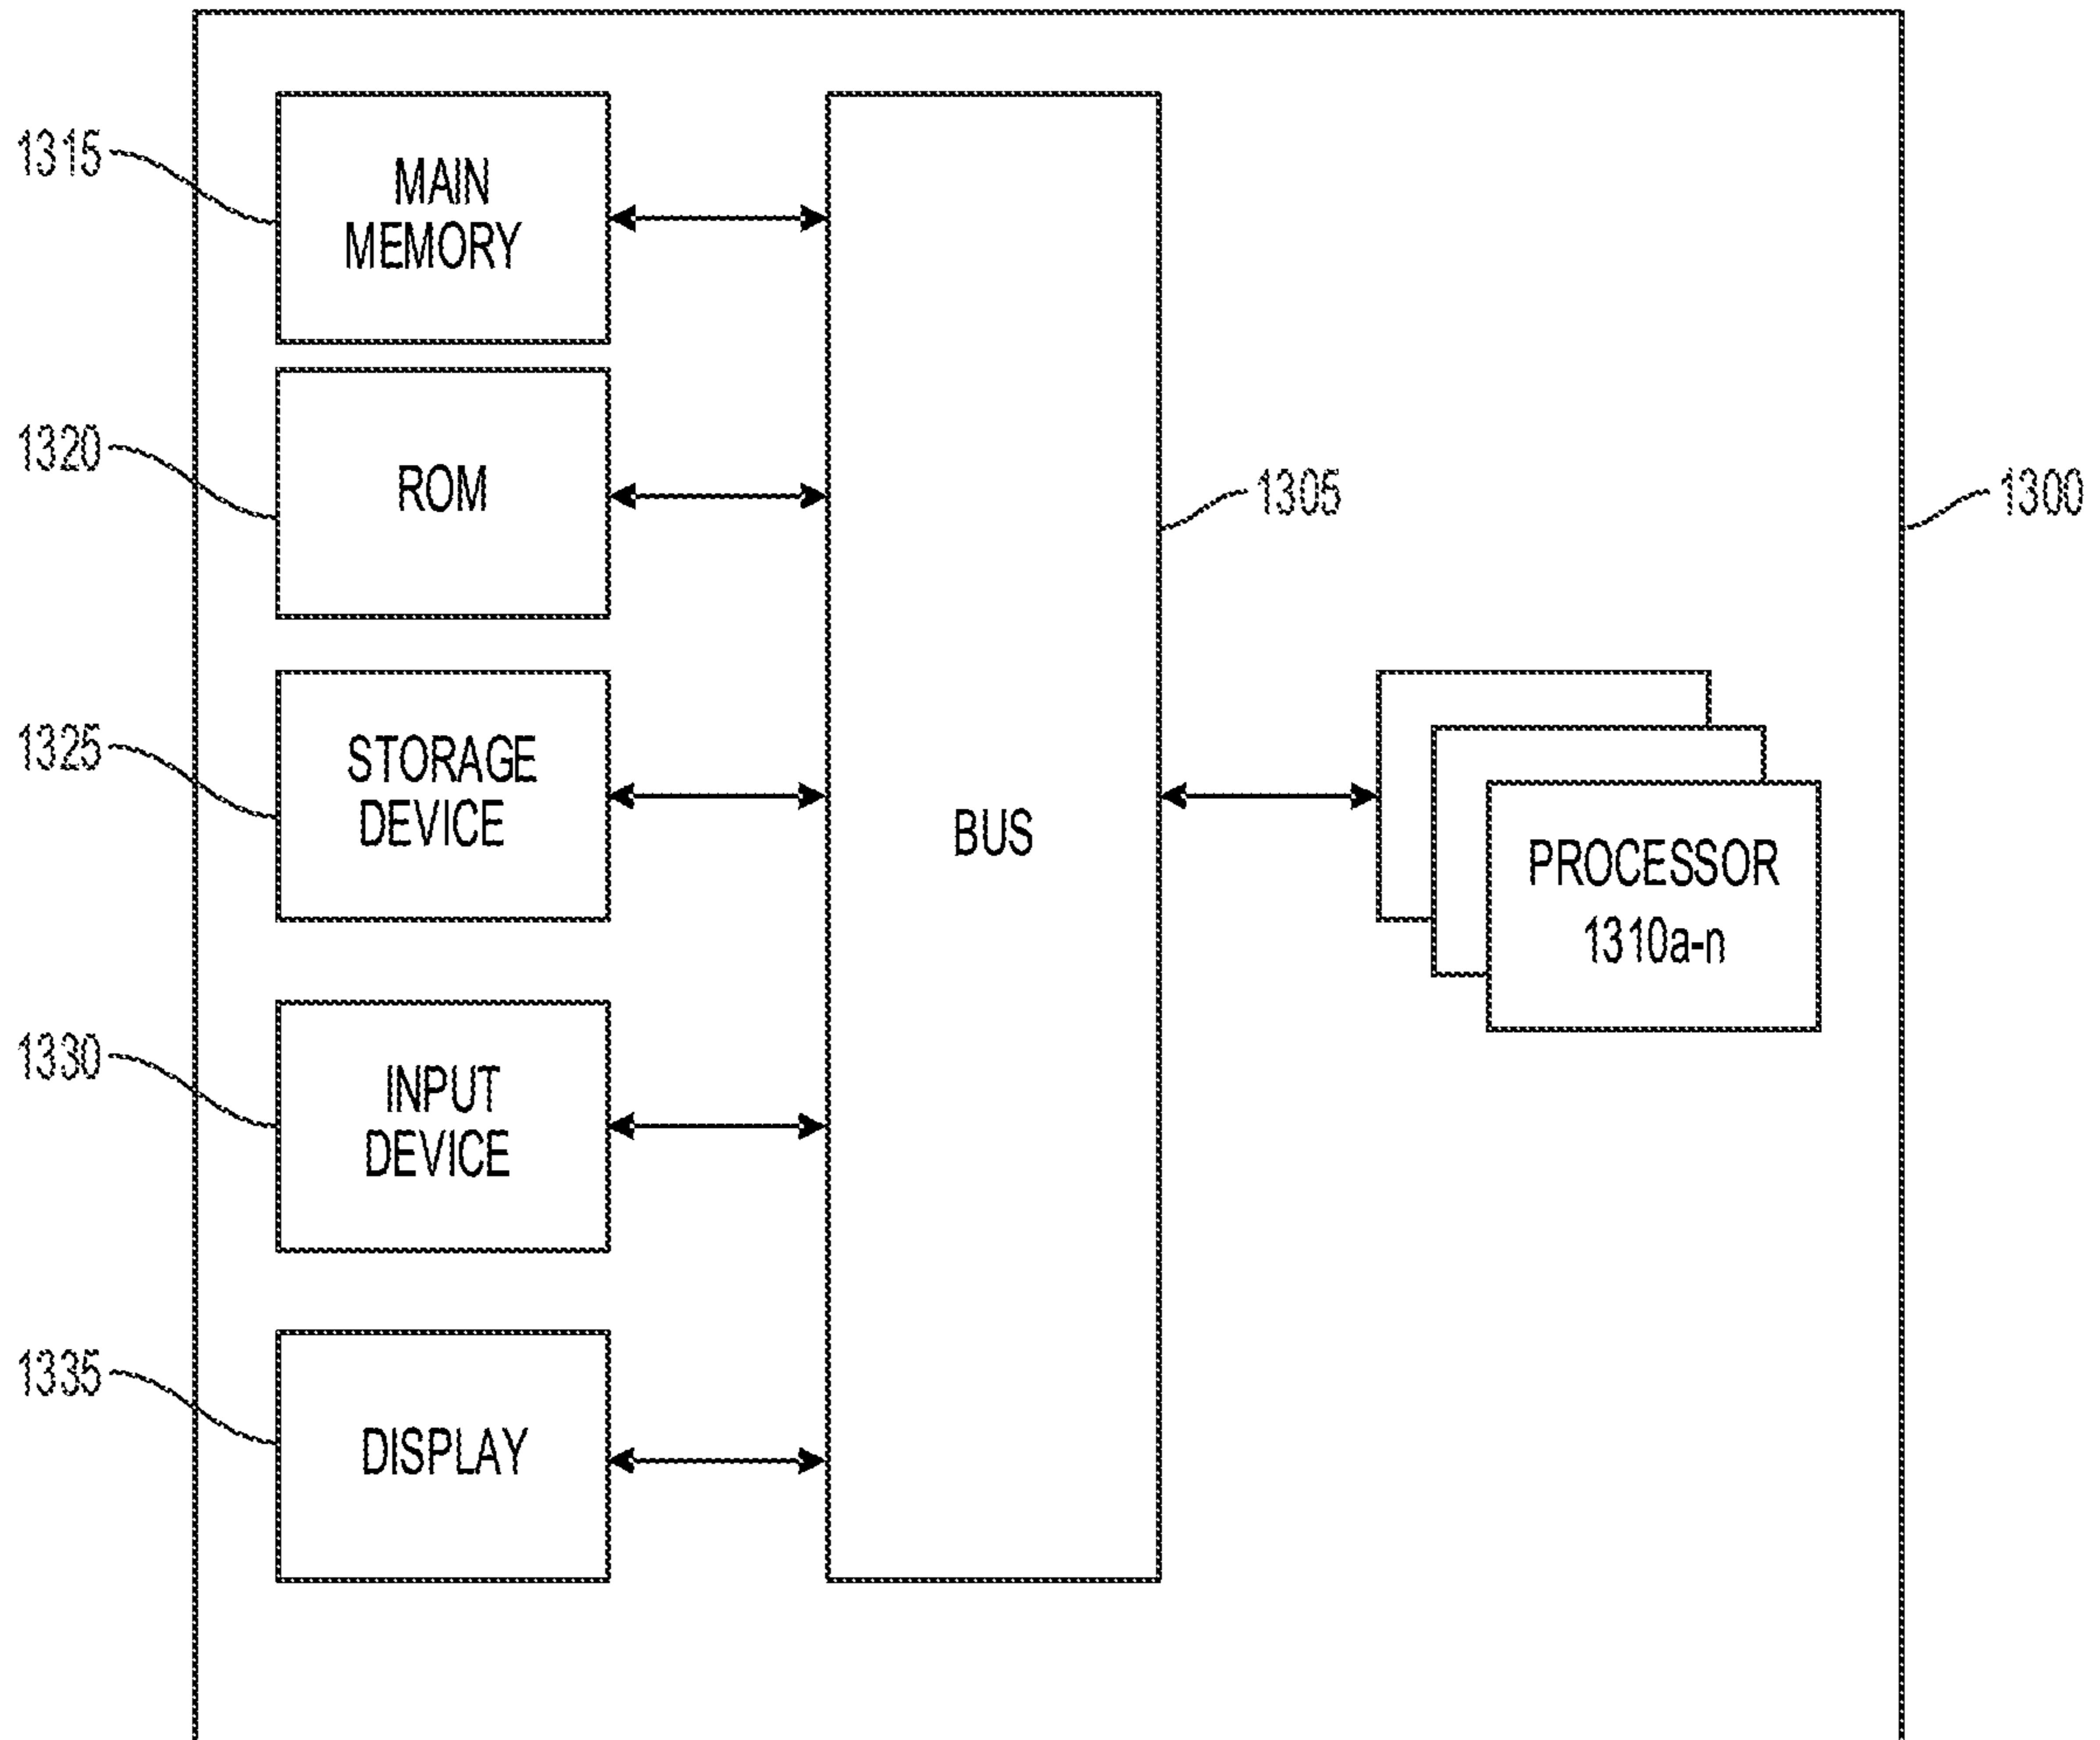 1315
MAIN
MEMORY
1320
ROM
1305
1300
1325
STORAGE
DEVICE
BUS
PROCESSOR
1310a-n
1330
INPUT
DEVICE
1335
DISPLAY